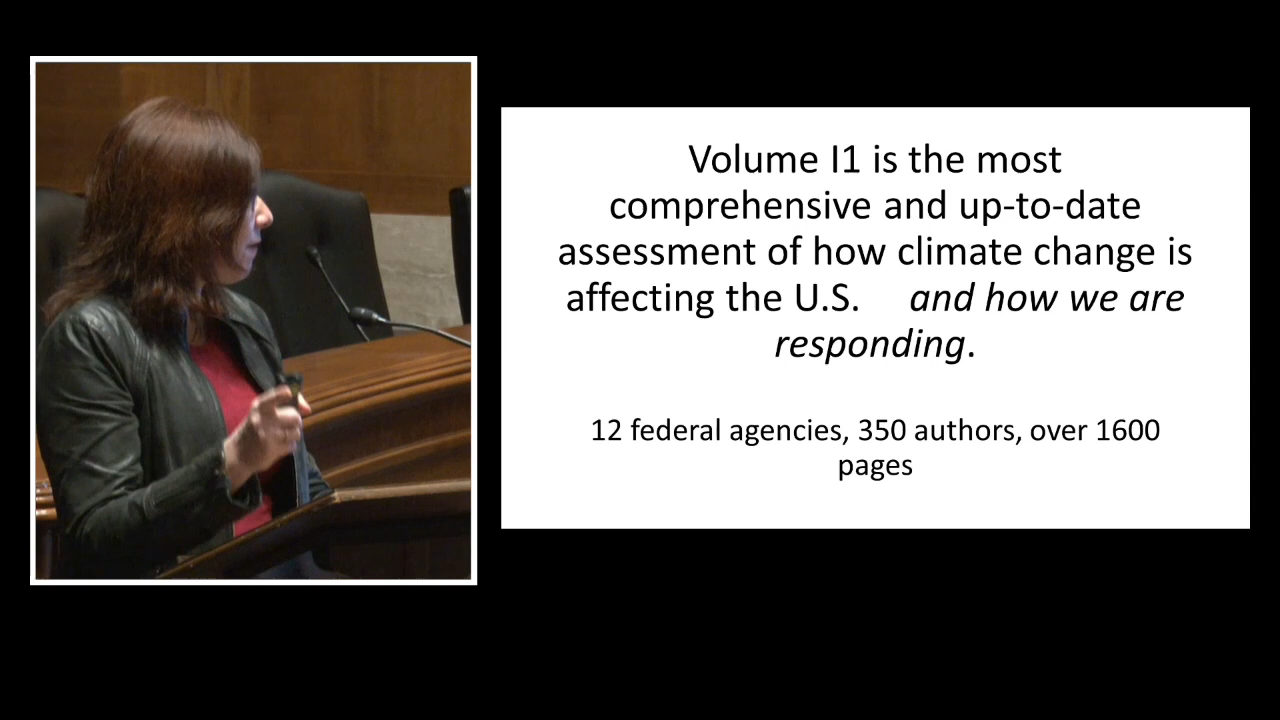 Volume I1 is the most
comprehensive and up-to-date
assessment of how climate change is
affecting the U.S. and how we are
responding.
12 federal agencies, 350 authors, over 1600
pages